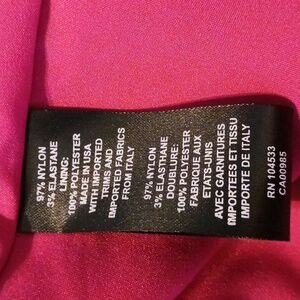 97% NYLON
3% ELASTANE
LINING:
100% POLYESTER
MADE IN USA
WITH IMPORTED
TRIMS AND
IMPORTED FABRICS
FROM ITALY
97% NYLON
3% ELASTHANE
DOUBLURE:
100% POLYESTER
FABRIQUE AUX
ETATS-UNIS
AVEC GARNITURES
IMPORTEES ET TISSU
IMPORTE DE ITALY
RN 104533
CA00985